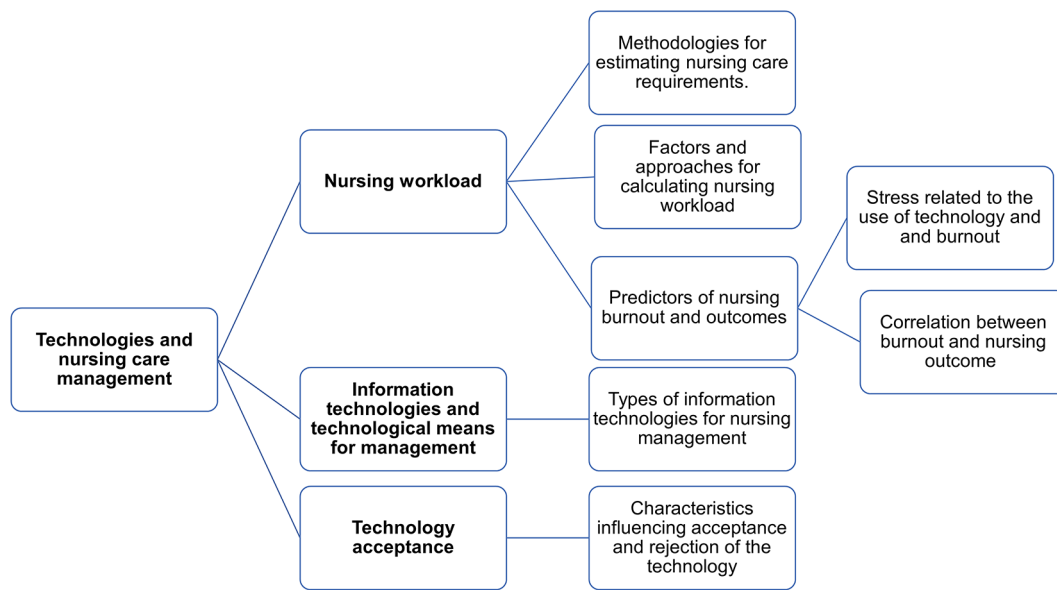 Technologies and
nursing care
management
Nursing workload
Methodologies for
estimating nursing care
requirements.
Factors and
approaches for
calculating nursing
workload
Predictors of nursing
burnout and outcomes
Stress related to the
use of technology and
and burnout
Correlation between
burnout and nursing
outcome
Information
technologies and
technological means
for management
Types of information
technologies for nursing
management
Technology
acceptance
Characteristics
influencing acceptance
and rejection of the
technology